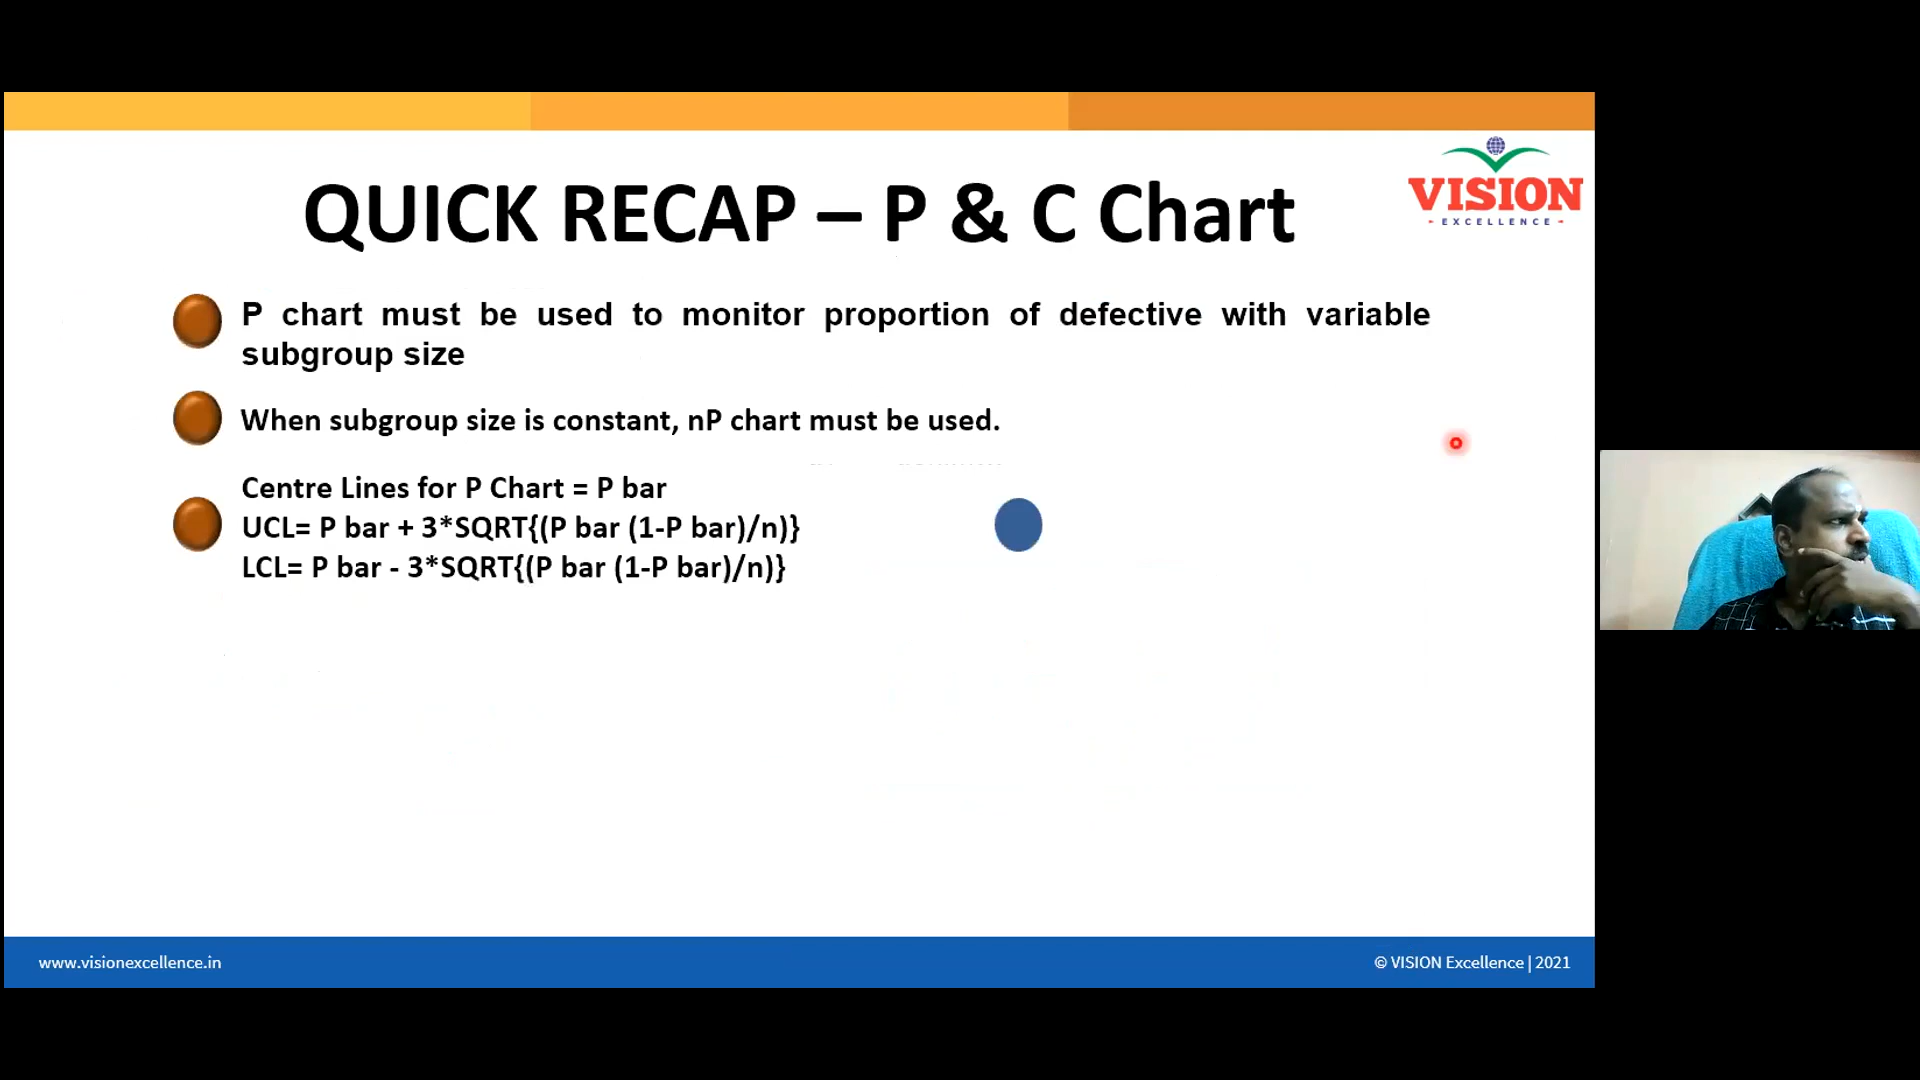 VISION
EXCELLENCE
QUICK RECAP – P & C Chart
P chart must be used to monitor proportion of defective with variable
subgroup size
When subgroup size is constant, nP chart must be used.
Centre Lines for P Chart = P bar
UCL= P bar + 3*SQRT{(P bar (1-P bar)/n)}
LCL= P bar - 3*SQRT{(P bar (1-P bar)/n)}
www.visionexcellence.in
© VISION Excellence | 2021